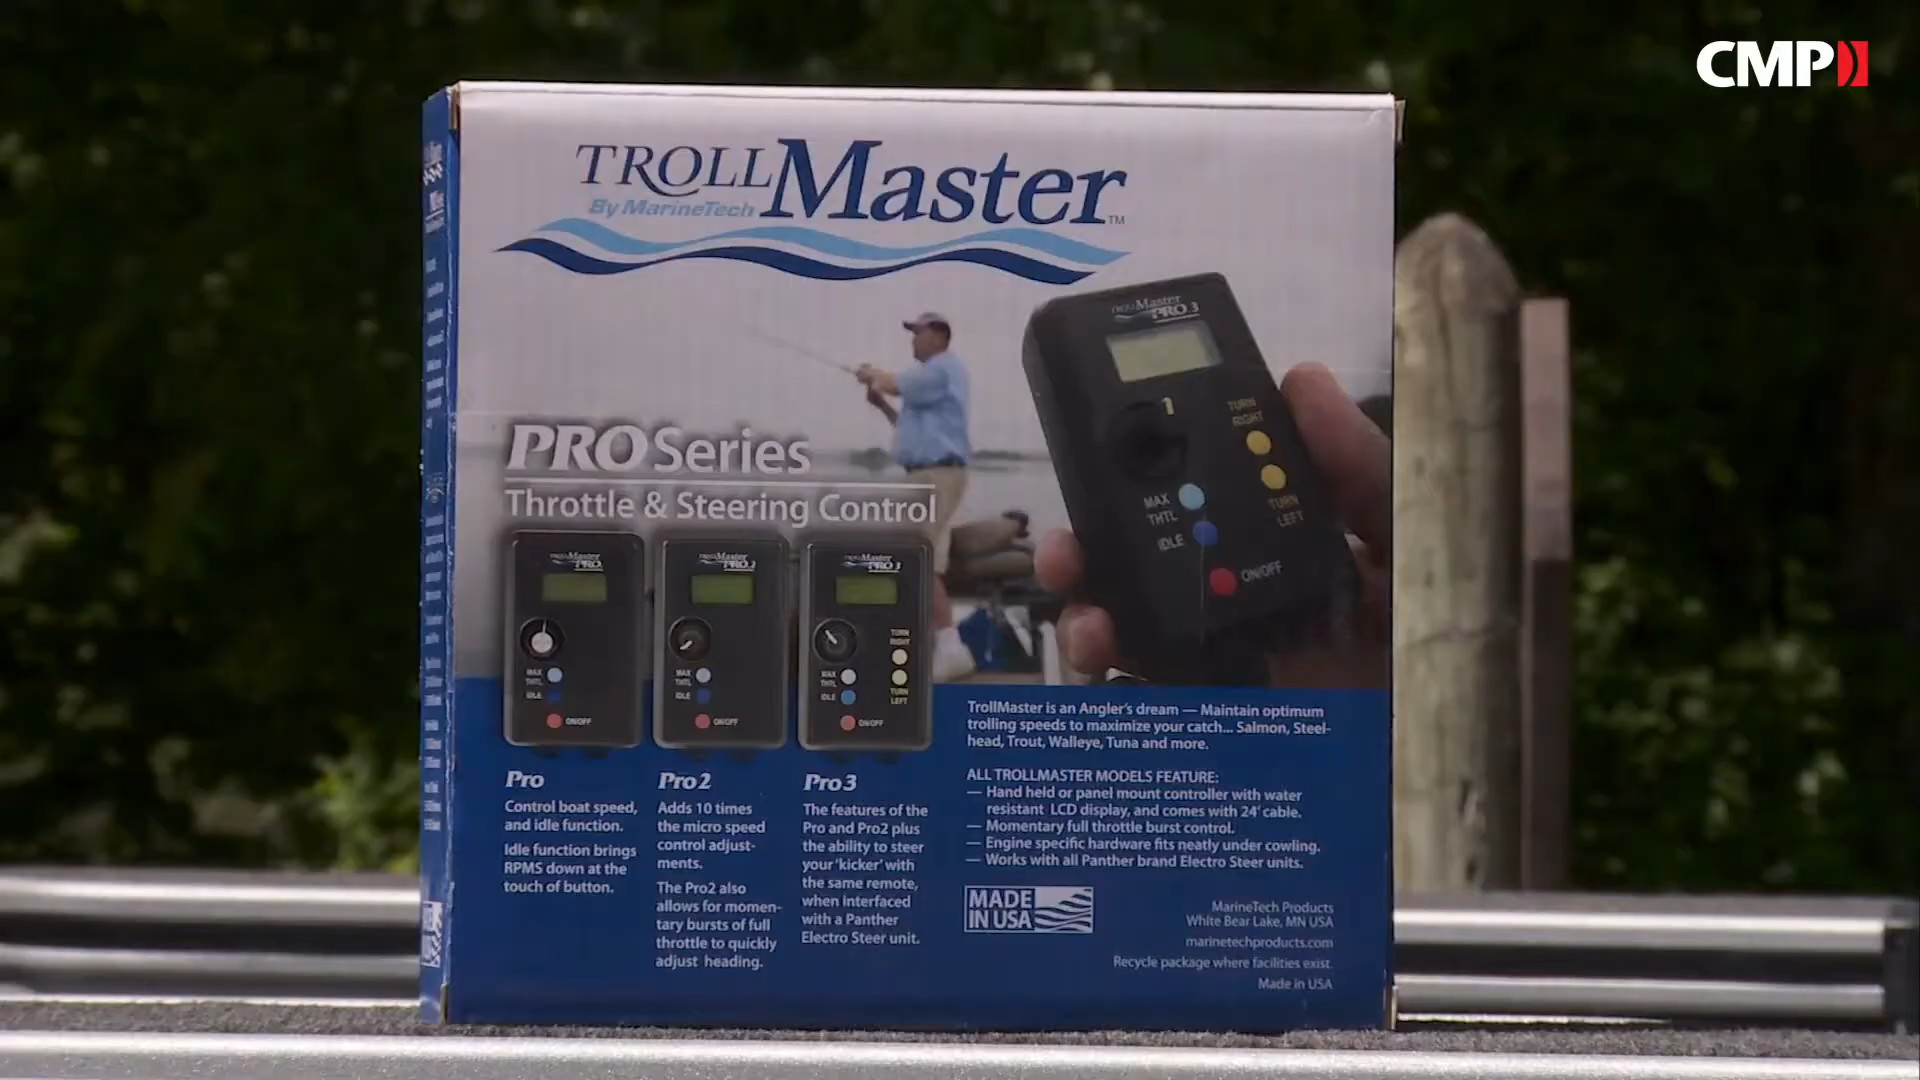 CMP
TROLLMaster™
By MarineTech
TROLLMaster
PRO 3
1
TURN
RIGHT
TURN
LEFT
MAX
THTL
IDLE
ON/OFF
PRO Series
Throttle & Steering Control
TROLLMaster
PRO
MAX
THTL
IDLE
ON/OFF
TROLLMaster
PRO 2
MAX
THTL
IDLE
ON/OFF
TROLLMaster
PRO 3
TURN
RIGHT
MAX
THTL
IDLE
TURN
LEFT
ON/OFF
Pro
Control boat speed,
and idle function.
Idle function brings
RPMS down at the
touch of button.
Pro2
Adds 10 times
the micro speed
control adjust-
ments.
The Pro2 also
allows for momen-
tary bursts of full
throttle to quickly
adjust heading.
Pro3
The features of the
Pro and Pro2 plus
the ability to steer
your 'kicker' with
the same remote,
when interfaced
with a Panther
Electro Steer unit.
TrollMaster is an Angler's dream — Maintain optimum
trolling speeds to maximize your catch... Salmon, Steel-
head, Trout, Walleye, Tuna and more.
ALL TROLLMASTER MODELS FEATURE:
— Hand held or panel mount controller with water
resistant LCD display, and comes with 24' cable.
— Momentary full throttle burst control.
— Engine specific hardware fits neatly under cowling.
— Works with all Panther brand Electro Steer units.
MADE
IN USA
MarineTech Products
White Bear Lake, MN USA
marinetechproducts.com
Recycle package where facilities exist.
Made in USA